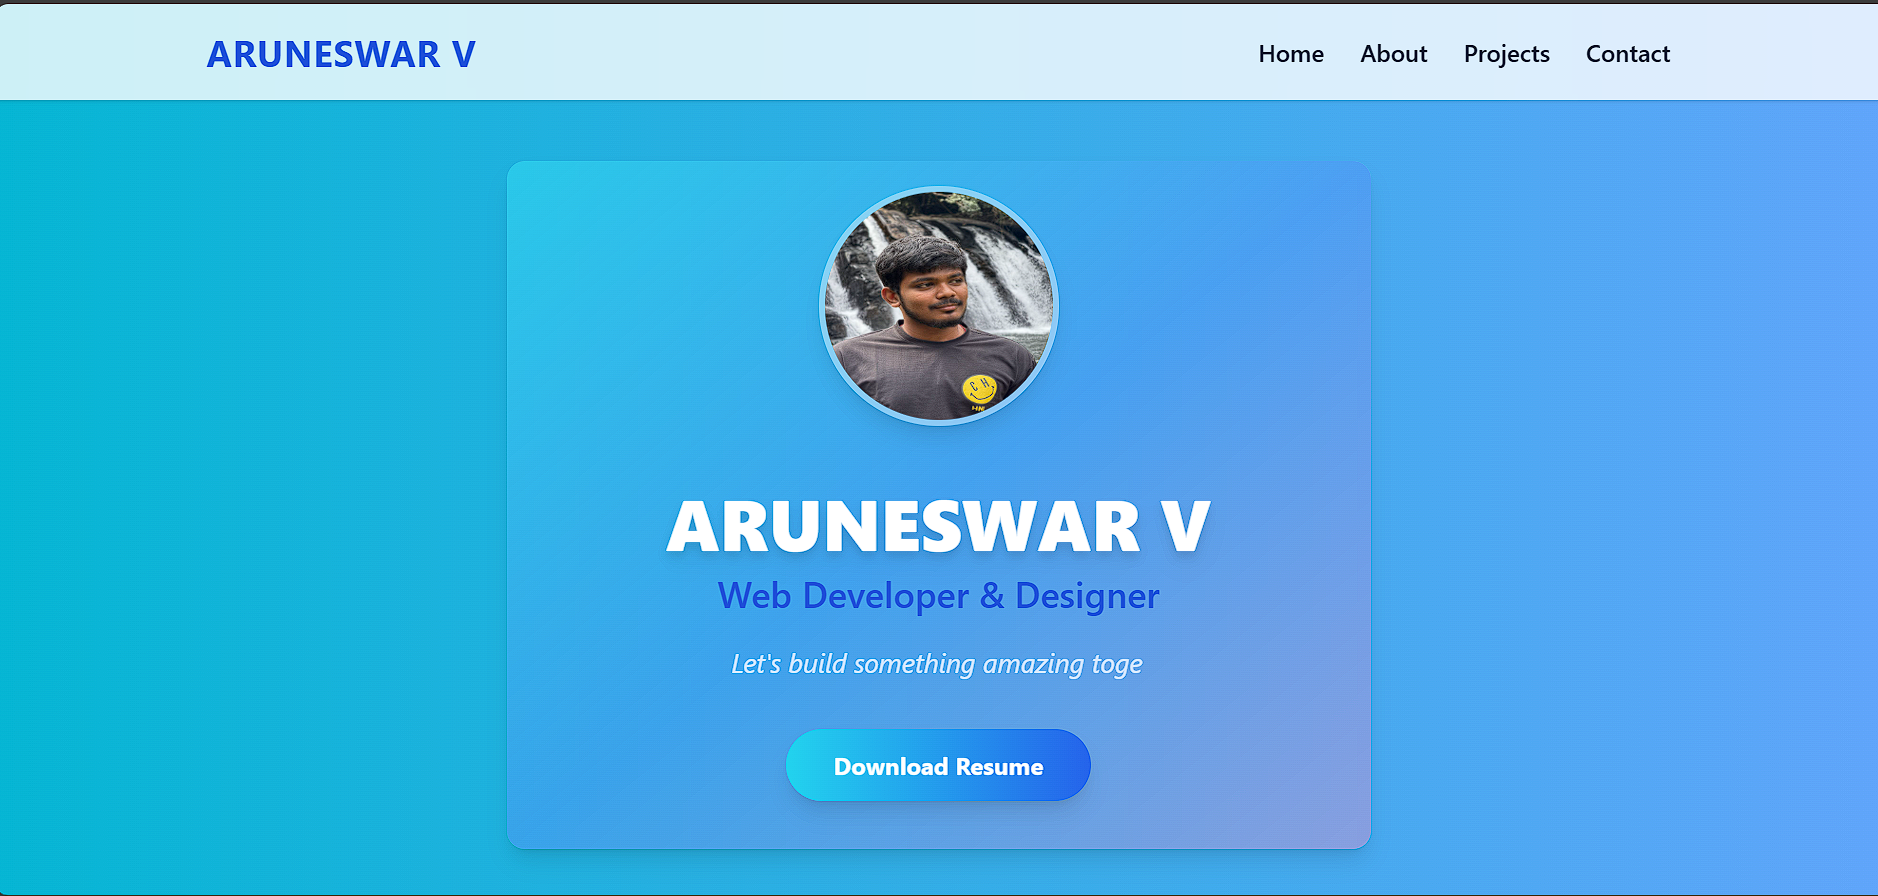 ARUNESWAR V
Home About Projects Contact
C H
ARUNESWAR V
Web Developer & Designer
Let's build something amazing toge
Download Resume